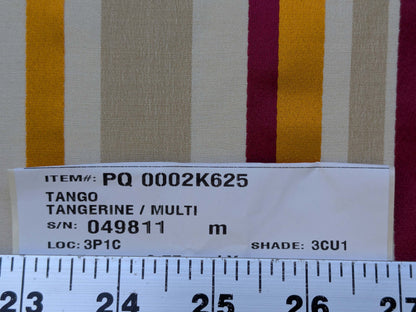 ITEM#: PQ 0002K625
TANGO
TANGERINE / MULTI
S/N: 049811 m
LOC: 3P1C SHADE: 3CU1
23 24 25 26 27